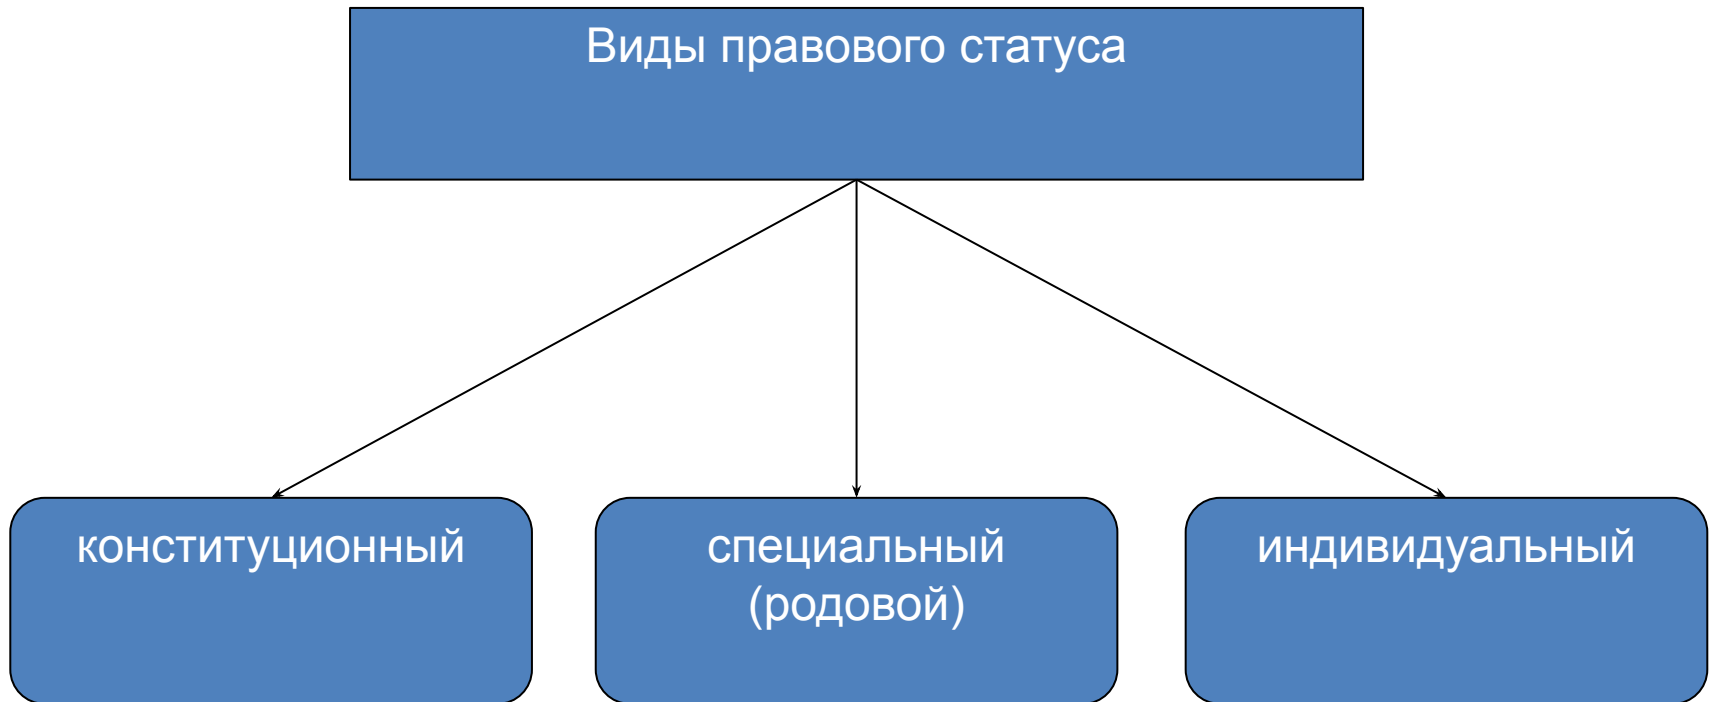 Виды правового статуса
конституционный
специальный
(родовой)
индивидуальный